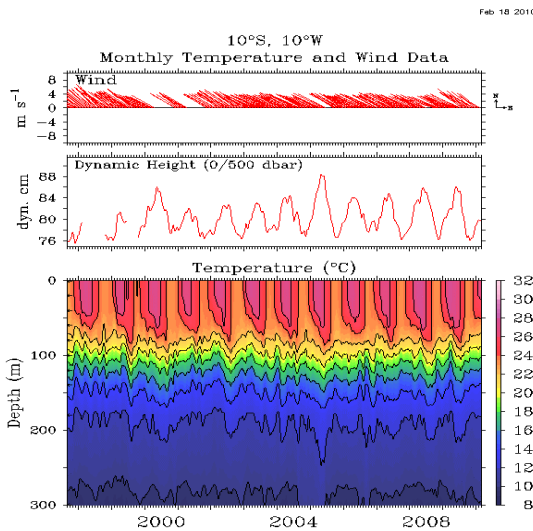 Feb 18 2010
10°S, 10°W
Monthly Temperature and Wind Data
Wind
m s⁻¹
8
4
0
-4
-8
N
E
Dynamic Height (0/500 dbar)
dyn. cm
88
84
80
76
Temperature (°C)
Depth (m)
0
100
200
300
32
30
28
26
24
22
20
18
16
14
12
10
8
2000
2004
2008